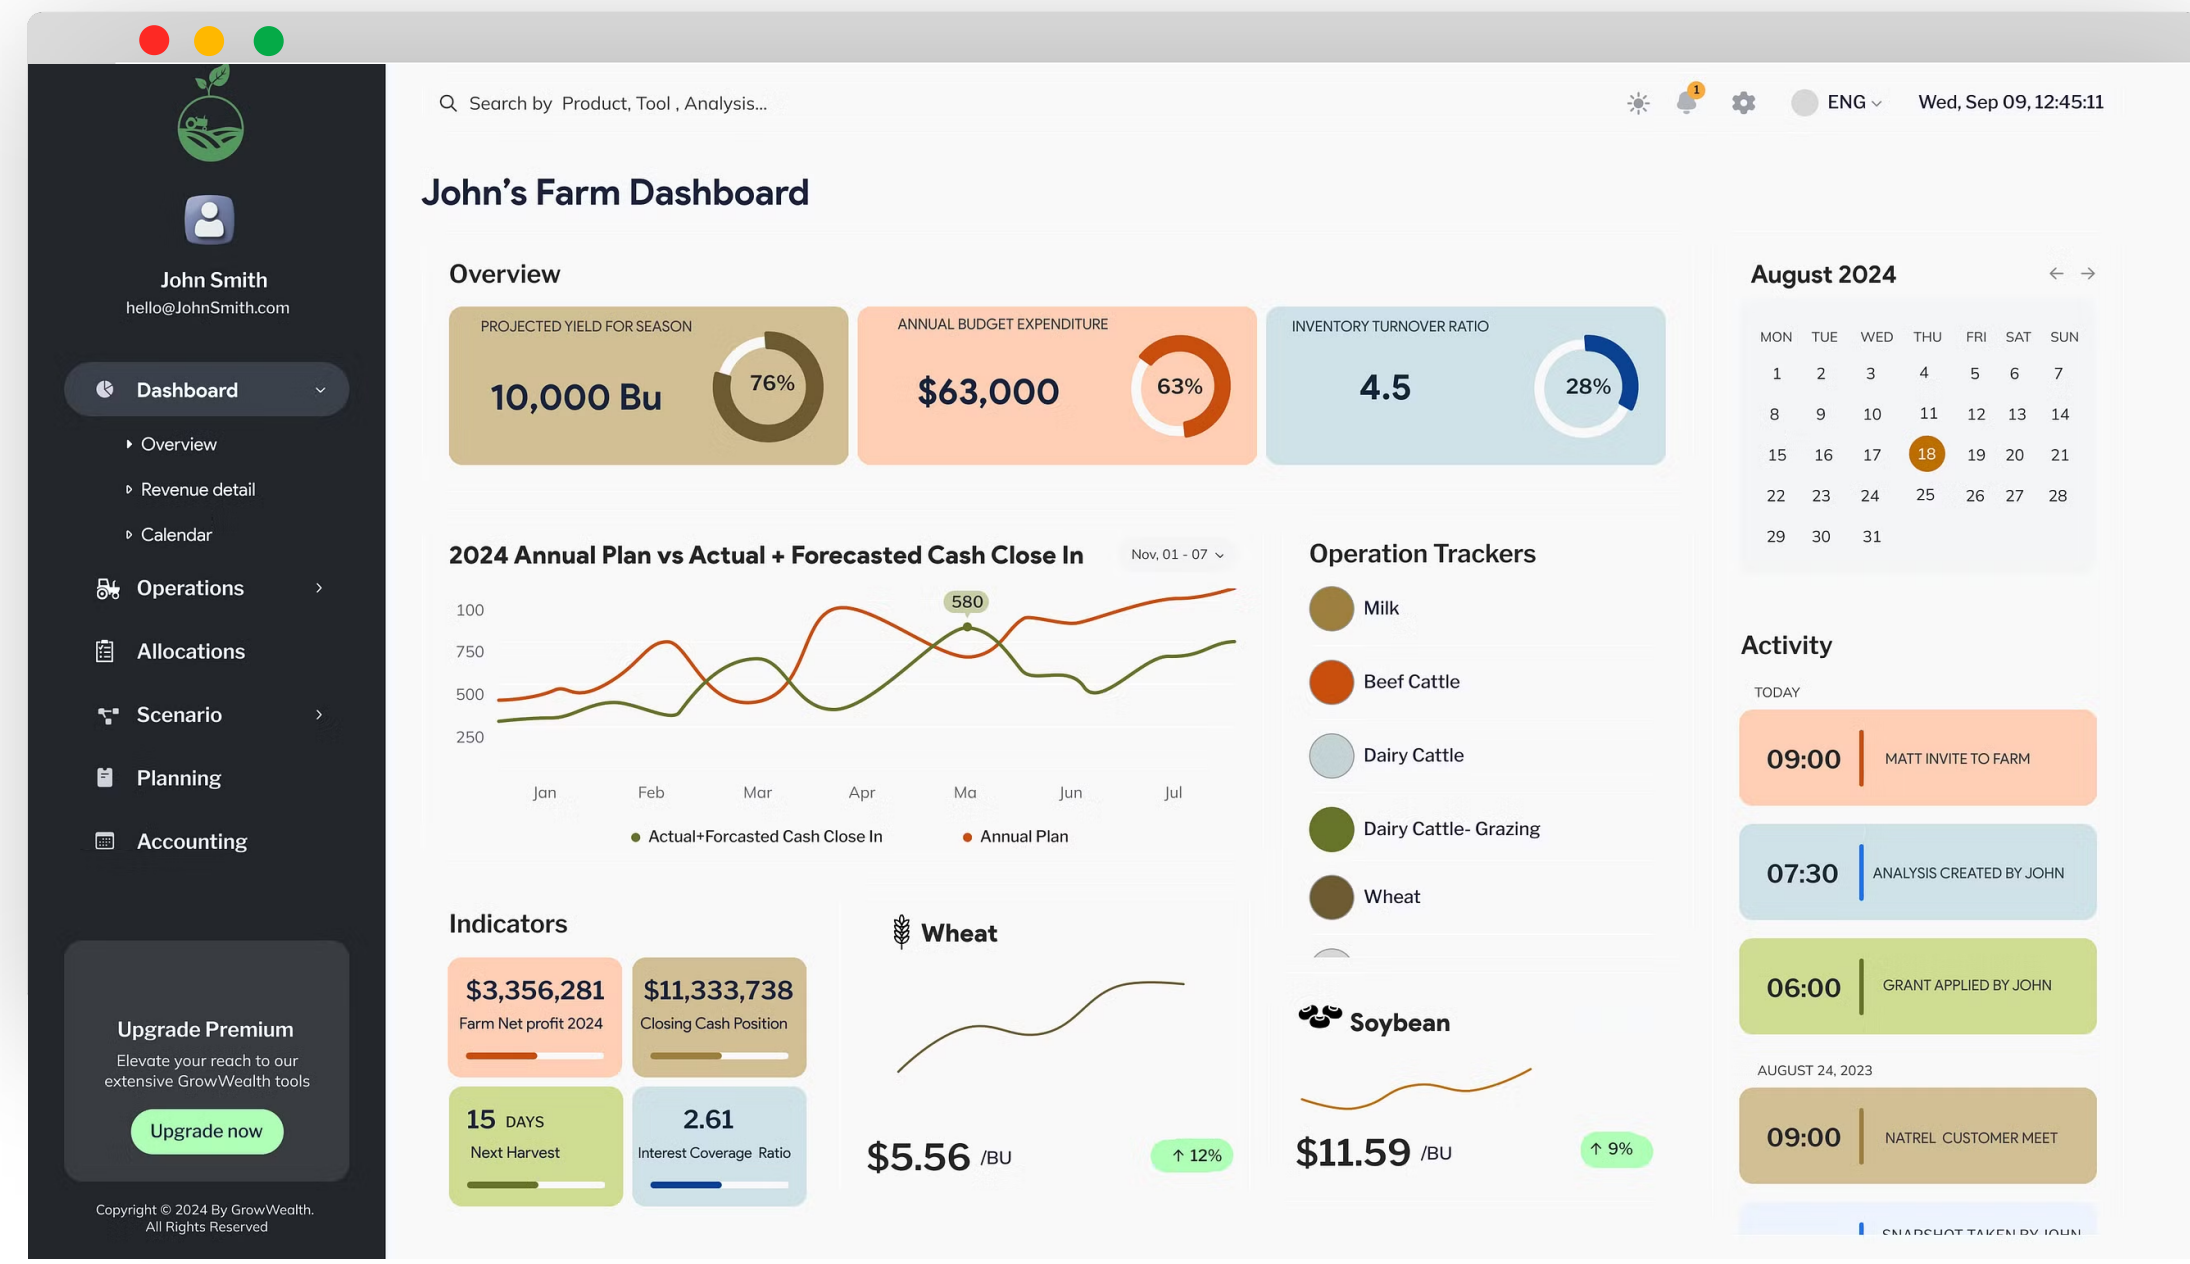 Search by Product, Tool , Analysis...
1
ENG
Wed, Sep 09, 12:45:11
John Smith
hello@JohnSmith.com
Dashboard
Overview
Revenue detail
Calendar
Operations
Allocations
Scenario
Planning
Accounting
Upgrade Premium
Elevate your reach to our
extensive GrowWealth tools
Upgrade now
Copyright © 2024 By GrowWealth.
All Rights Reserved
John's Farm Dashboard
Overview
PROJECTED YIELD FOR SEASON
10,000 Bu
76%
ANNUAL BUDGET EXPENDITURE
$63,000
63%
INVENTORY TURNOVER RATIO
4.5
28%
2024 Annual Plan vs Actual + Forecasted Cash Close In
Nov, 01 - 07
580
100
750
500
250
Jan Feb Mar Apr Ma Jun Jul
Actual+Forcasted Cash Close In
Annual Plan
Operation Trackers
Milk
Beef Cattle
Dairy Cattle
Dairy Cattle- Grazing
Wheat
Indicators
$3,356,281
Farm Net profit 2024
$11,333,738
Closing Cash Position
15 DAYS
Next Harvest
2.61
Interest Coverage Ratio
Wheat
$5.56 /BU
↑ 12%
Soybean
$11.59 /BU
↑ 9%
August 2024
← →
MON TUE WED THU FRI SAT SUN
1 2 3 4 5 6 7
8 9 10 11 12 13 14
15 16 17 18 19 20 21
22 23 24 25 26 27 28
29 30 31
Activity
TODAY
09:00 MATT INVITE TO FARM
07:30 ANALYSIS CREATED BY JOHN
06:00 GRANT APPLIED BY JOHN
AUGUST 24, 2023
09:00 NATREL CUSTOMER MEET
SNAPSHOT TAKEN BY JOHN